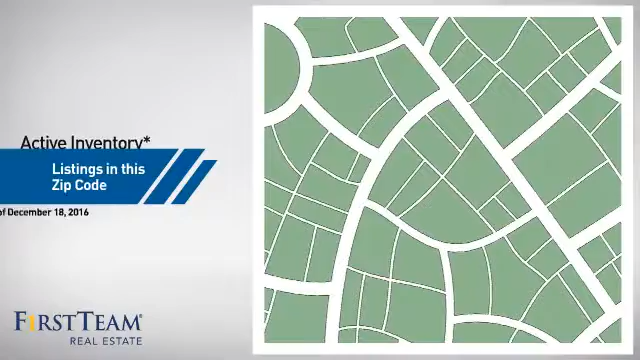 Active Inventory*
Listings in this
Zip Code
of December 18, 2016
FIRSTTEAM®
REAL ESTATE